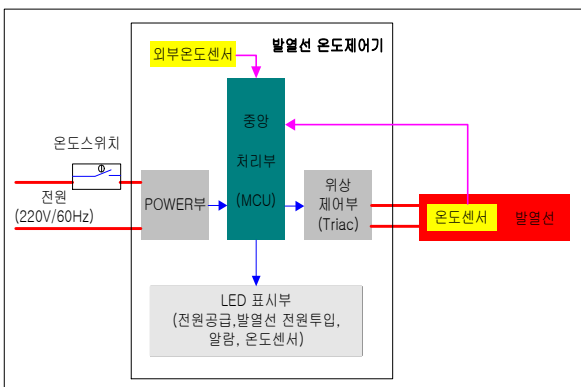 발열선 온도제어기
외부온도센서
중앙
처리부
(MCU)
온도스위치
전원
(220V/60Hz)
POWER부
위상
제어부
(Triac)
온도센서
발열선
LED 표시부
(전원공급,발열선 전원투입,
알람, 온도센서)